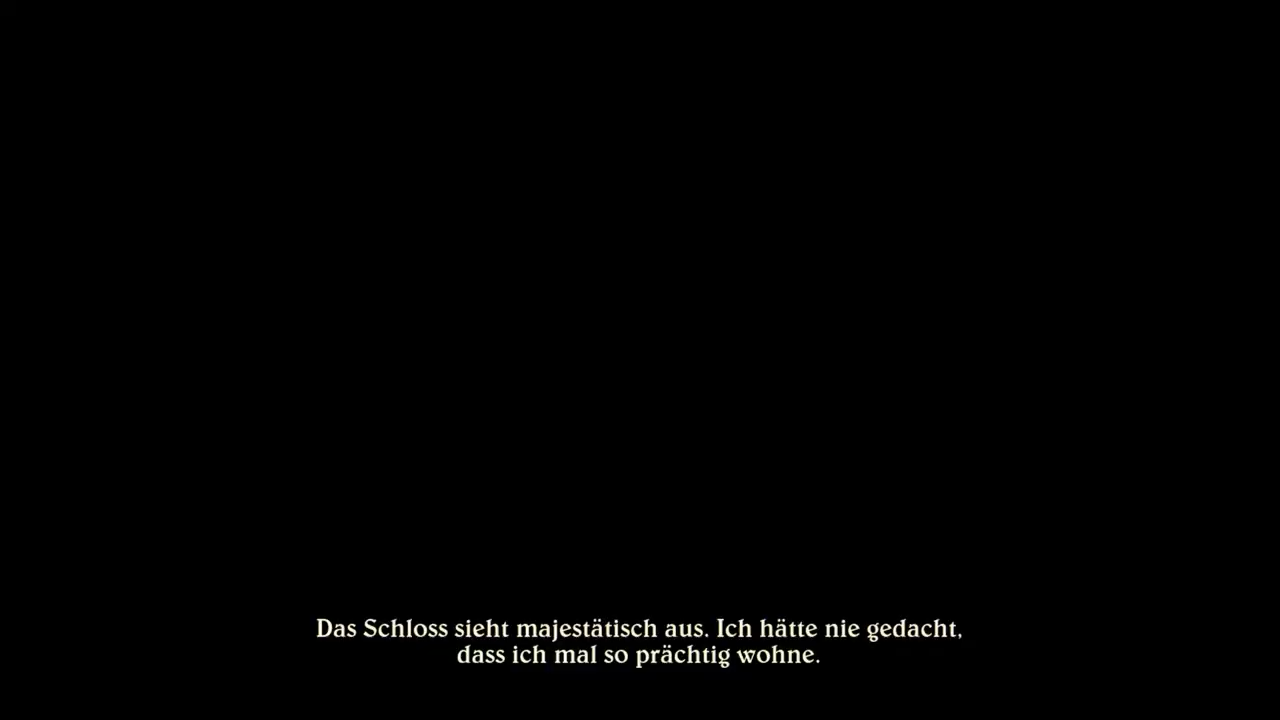 Das Schloss sieht majestätisch aus. Ich hätte nie gedacht,
dass ich mal so prächtig wohne.